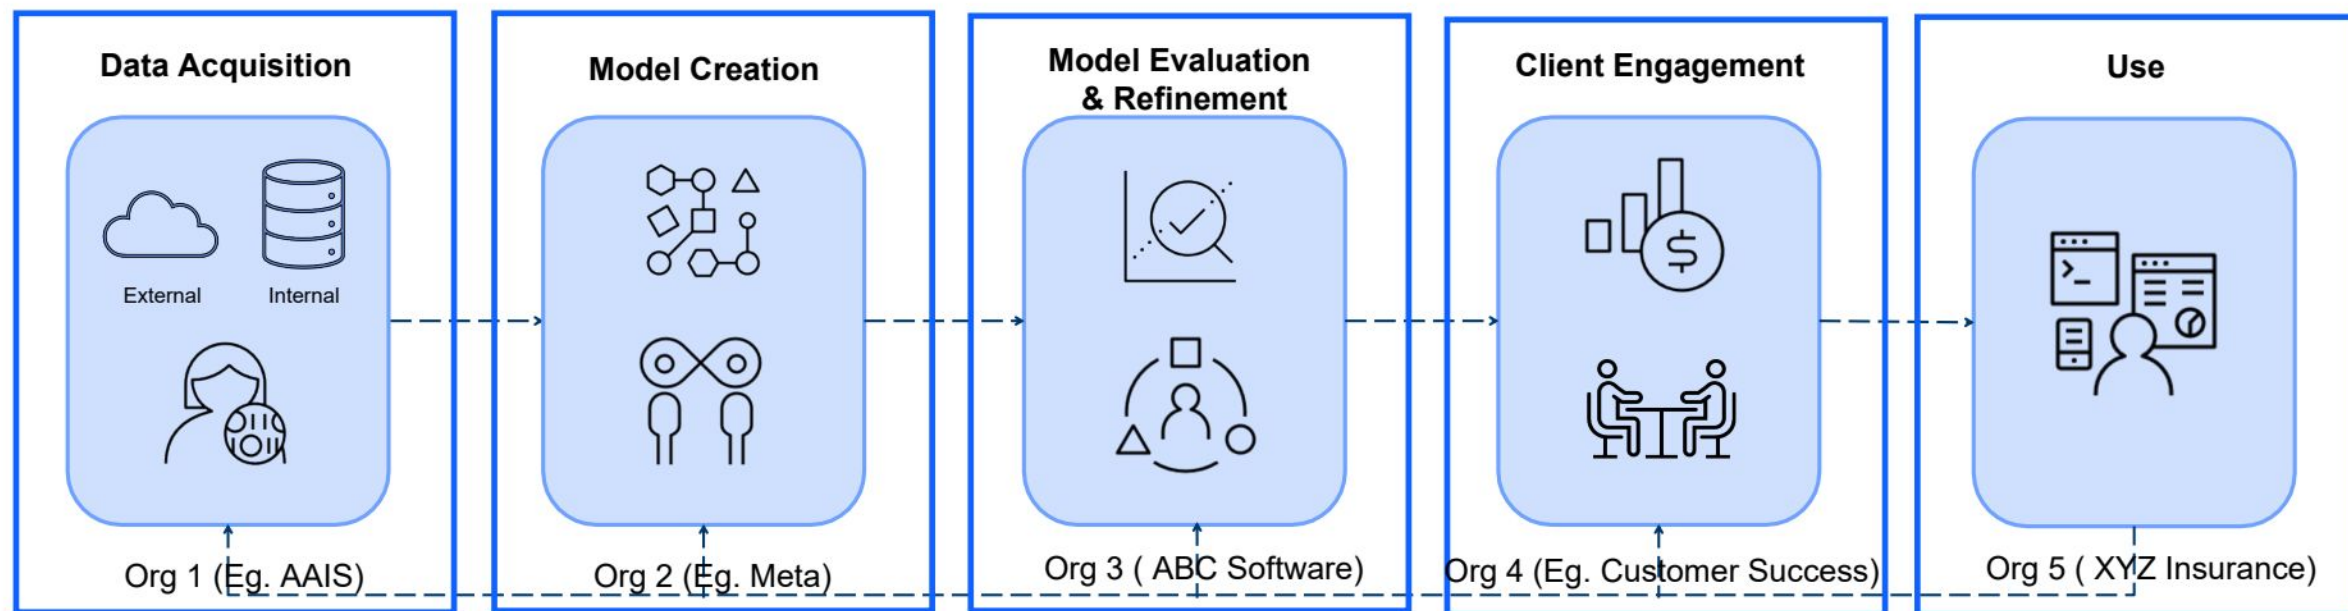 Data Acquisition
Model Creation
Model Evaluation
& Refinement
Client Engagement
Use
External
Internal
Org 1 (Eg. AAIS)
Org 2 (Eg. Meta)
Org 3 ( ABC Software)
Org 4 (Eg. Customer Success)
Org 5 ( XYZ Insurance)